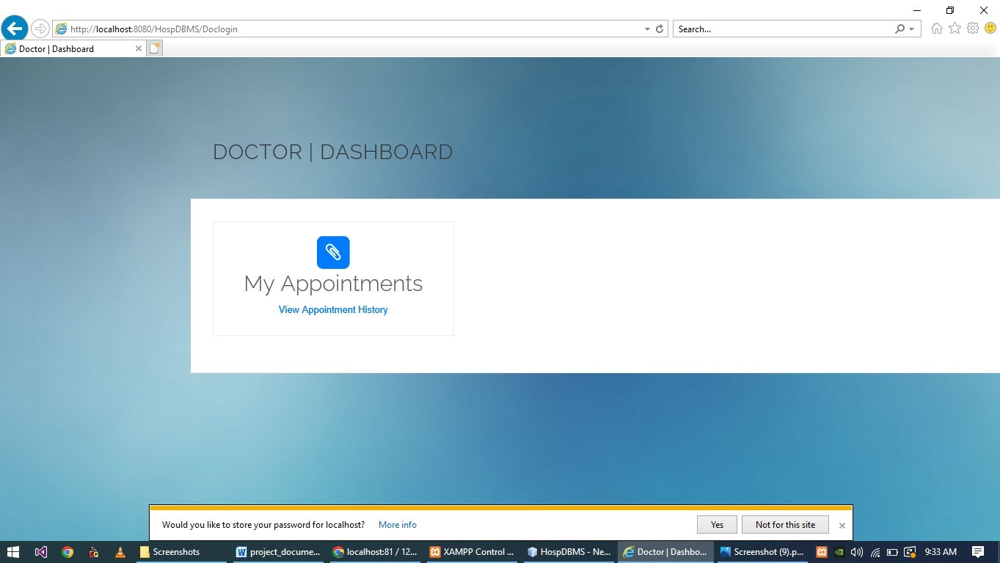 http://localhost:8080/HospDBMS/Doclogin
Search...
Doctor | Dashboard
DOCTOR | DASHBOARD
My Appointments
View Appointment History
Would you like to store your password for localhost? More info Yes Not for this site
Screenshots project_docume... localhost:81 / 12... XAMPP Control ... HospDBMS - Ne... Doctor | Dashbo... Screenshot (9).p... 9:33 AM